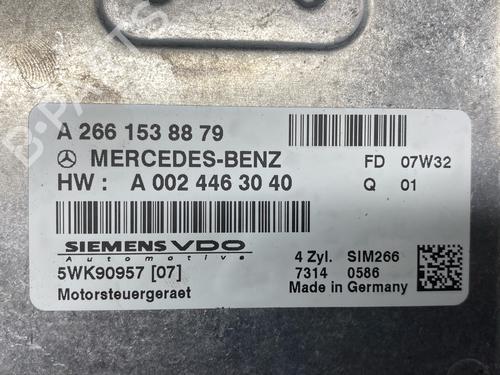 B-PARTS
A 266 153 88 79
MERCEDES-BENZ FD 07W32
HW : A 002 446 30 40 Q 01
SIEMENS VDO
Automotive
4 Zyl. SIM266
5WK90957 [07] 7314 0586
Motorsteuergeraet Made in Germany